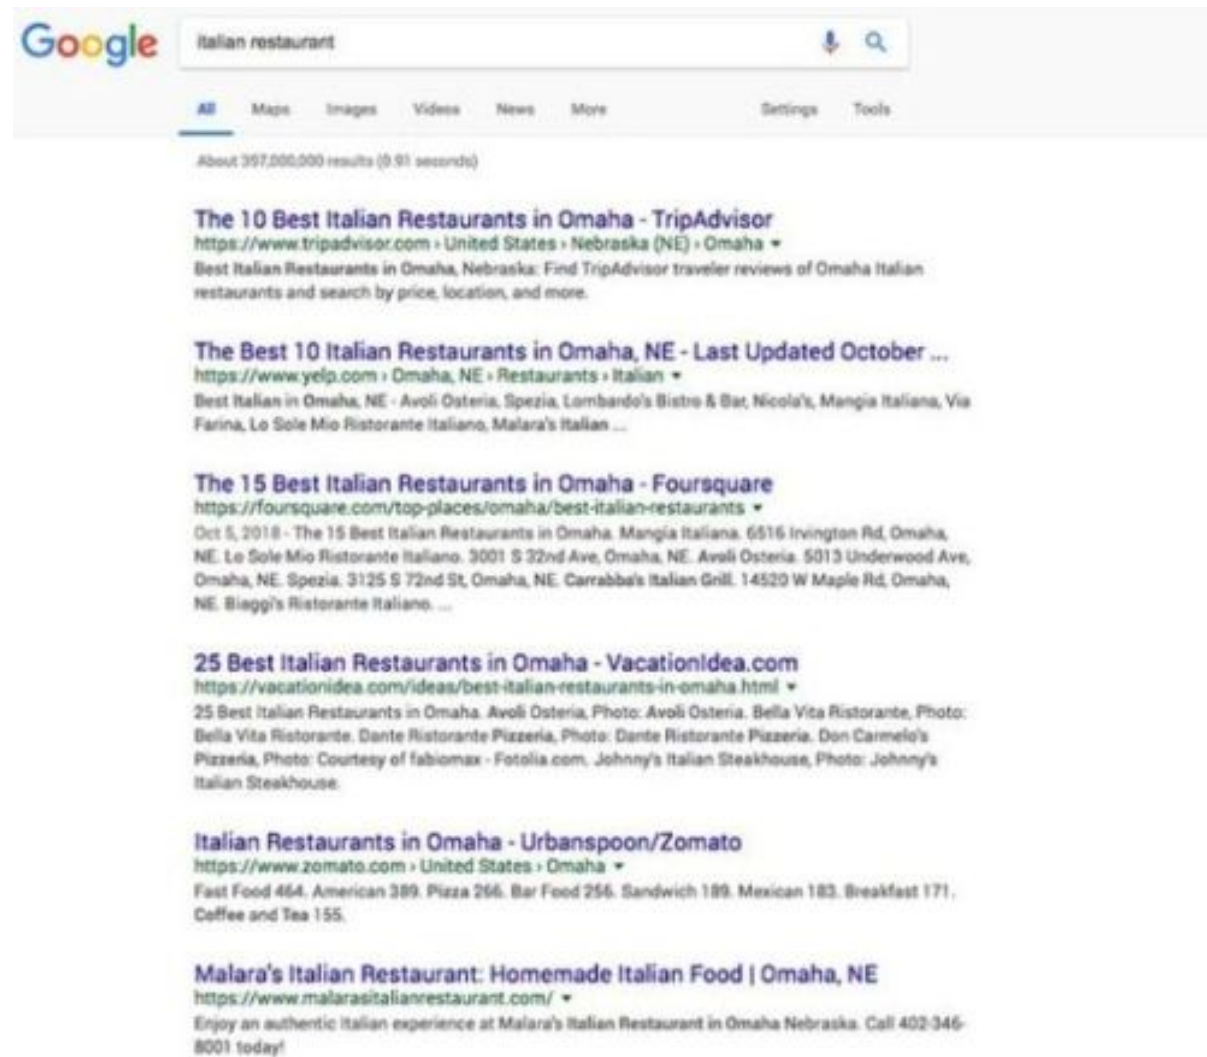 Google
italian restaurant
All Maps Images Videos News More Settings Tools
About 397,000,000 results (0.91 seconds)
The 10 Best Italian Restaurants in Omaha - TripAdvisor
https://www.tripadvisor.com › United States › Nebraska (NE) › Omaha
Best Italian Restaurants in Omaha, Nebraska: Find TripAdvisor traveler reviews of Omaha Italian
restaurants and search by price, location, and more.
The Best 10 Italian Restaurants in Omaha, NE - Last Updated October ...
https://www.yelp.com › Omaha, NE › Restaurants › Italian
Best Italian in Omaha, NE - Avoli Osteria, Spezia, Lombardo's Bistro & Bar, Nicola's, Mangia Italiana, Via
Farina, Lo Sole Mio Ristorante Italiano, Malara's Italian ...
The 15 Best Italian Restaurants in Omaha - Foursquare
https://foursquare.com/top-places/omaha/best-italian-restaurants
Oct 5, 2018 - The 15 Best Italian Restaurants in Omaha. Mangia Italiana. 6516 Irvington Rd, Omaha,
NE. Lo Sole Mio Ristorante Italiano. 3001 S 32nd Ave, Omaha, NE. Avoli Osteria. 5013 Underwood Ave,
Omaha, NE. Spezia. 3125 S 72nd St, Omaha, NE. Carrabba's Italian Grill. 14520 W Maple Rd, Omaha,
NE. Biaggi's Ristorante Italiano. ...
25 Best Italian Restaurants in Omaha - VacationIdea.com
https://vacationidea.com/ideas/best-italian-restaurants-in-omaha.html
25 Best Italian Restaurants in Omaha. Avoli Osteria, Photo: Avoli Osteria. Bella Vita Ristorante, Photo:
Bella Vita Ristorante. Dante Ristorante Pizzeria, Photo: Dante Ristorante Pizzeria. Don Carmelo's
Pizzeria, Photo: Courtesy of fabiomax - Fotolia.com. Johnny's Italian Steakhouse, Photo: Johnny's
Italian Steakhouse.
Italian Restaurants in Omaha - Urbanspoon/Zomato
https://www.zomato.com › United States › Omaha
Fast Food 464. American 389. Pizza 266. Bar Food 256. Sandwich 189. Mexican 183. Breakfast 171.
Coffee and Tea 155.
Malara's Italian Restaurant: Homemade Italian Food | Omaha, NE
https://www.malarasitalianrestaurant.com/
Enjoy an authentic Italian experience at Malara's Italian Restaurant in Omaha Nebraska. Call 402-346-
8001 today!